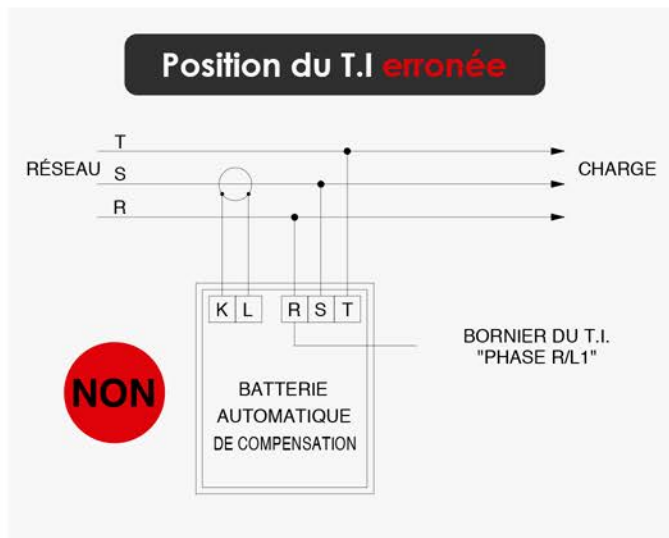 Position du T.I erronée
T
RÉSEAU S CHARGE
R
K L R S T
BORNIER DU T.I.
"PHASE R/L1"
NON
BATTERIE
AUTOMATIQUE
DE COMPENSATION